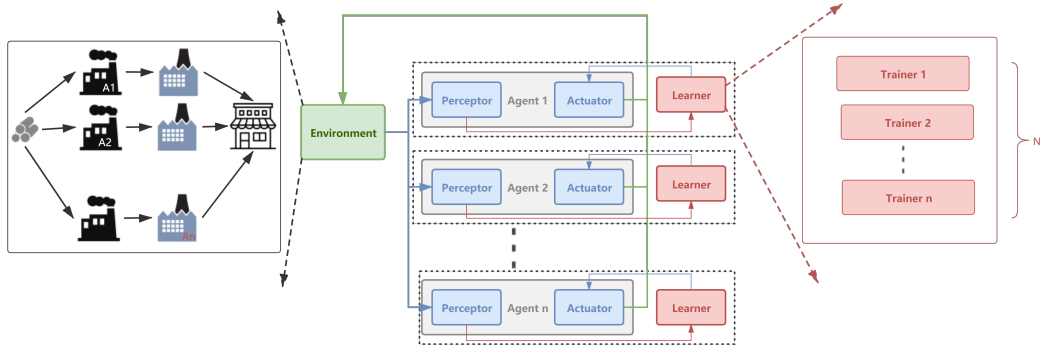 A1
A2
An
Environment
Perceptor
Agent 1
Actuator
Learner
Perceptor
Agent 2
Actuator
Learner
Perceptor
Agent n
Actuator
Learner
Trainer 1
Trainer 2
Trainer n
N